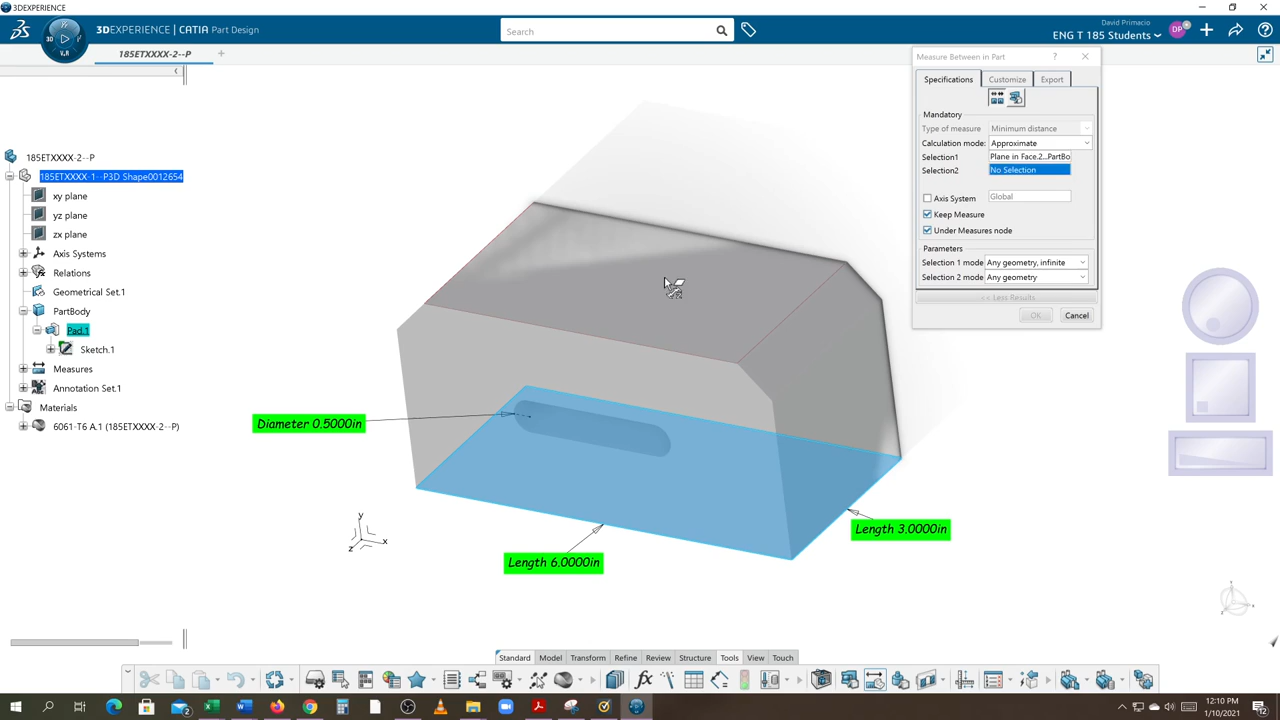 3DEXPERIENCE
3DEXPERIENCE | CATIA Part Design
Search
David Primacio
ENG T 185 Students
DP
3D
V,R
185ETXXXX-2--P
185ETXXXX-2--P
185ETXXXX-1--P3D Shape0012654
xy plane
yz plane
zx plane
Axis Systems
Relations
Geometrical Set.1
PartBody
Pad.1
Sketch.1
Measures
Annotation Set.1
Materials
6061-T6 A.1 (185ETXXXX-2--P)
Measure Between in Part
Specifications
Customize
Export
Mandatory
Type of measure
Minimum distance
Calculation mode:
Approximate
Selection1
Plane in Face.2...PartBo
Selection2
No Selection
Axis System
Global
Keep Measure
Under Measures node
Parameters
Selection 1 mode
Any geometry, infinite
Selection 2 mode
Any geometry
<< Less Results
OK
Cancel
Diameter 0.5000in
Length 3.0000in
Length 6.0000in
y
z
x
Standard
Model
Transform
Refine
Review
Structure
Tools
View
Touch
12:10 PM
1/10/2021